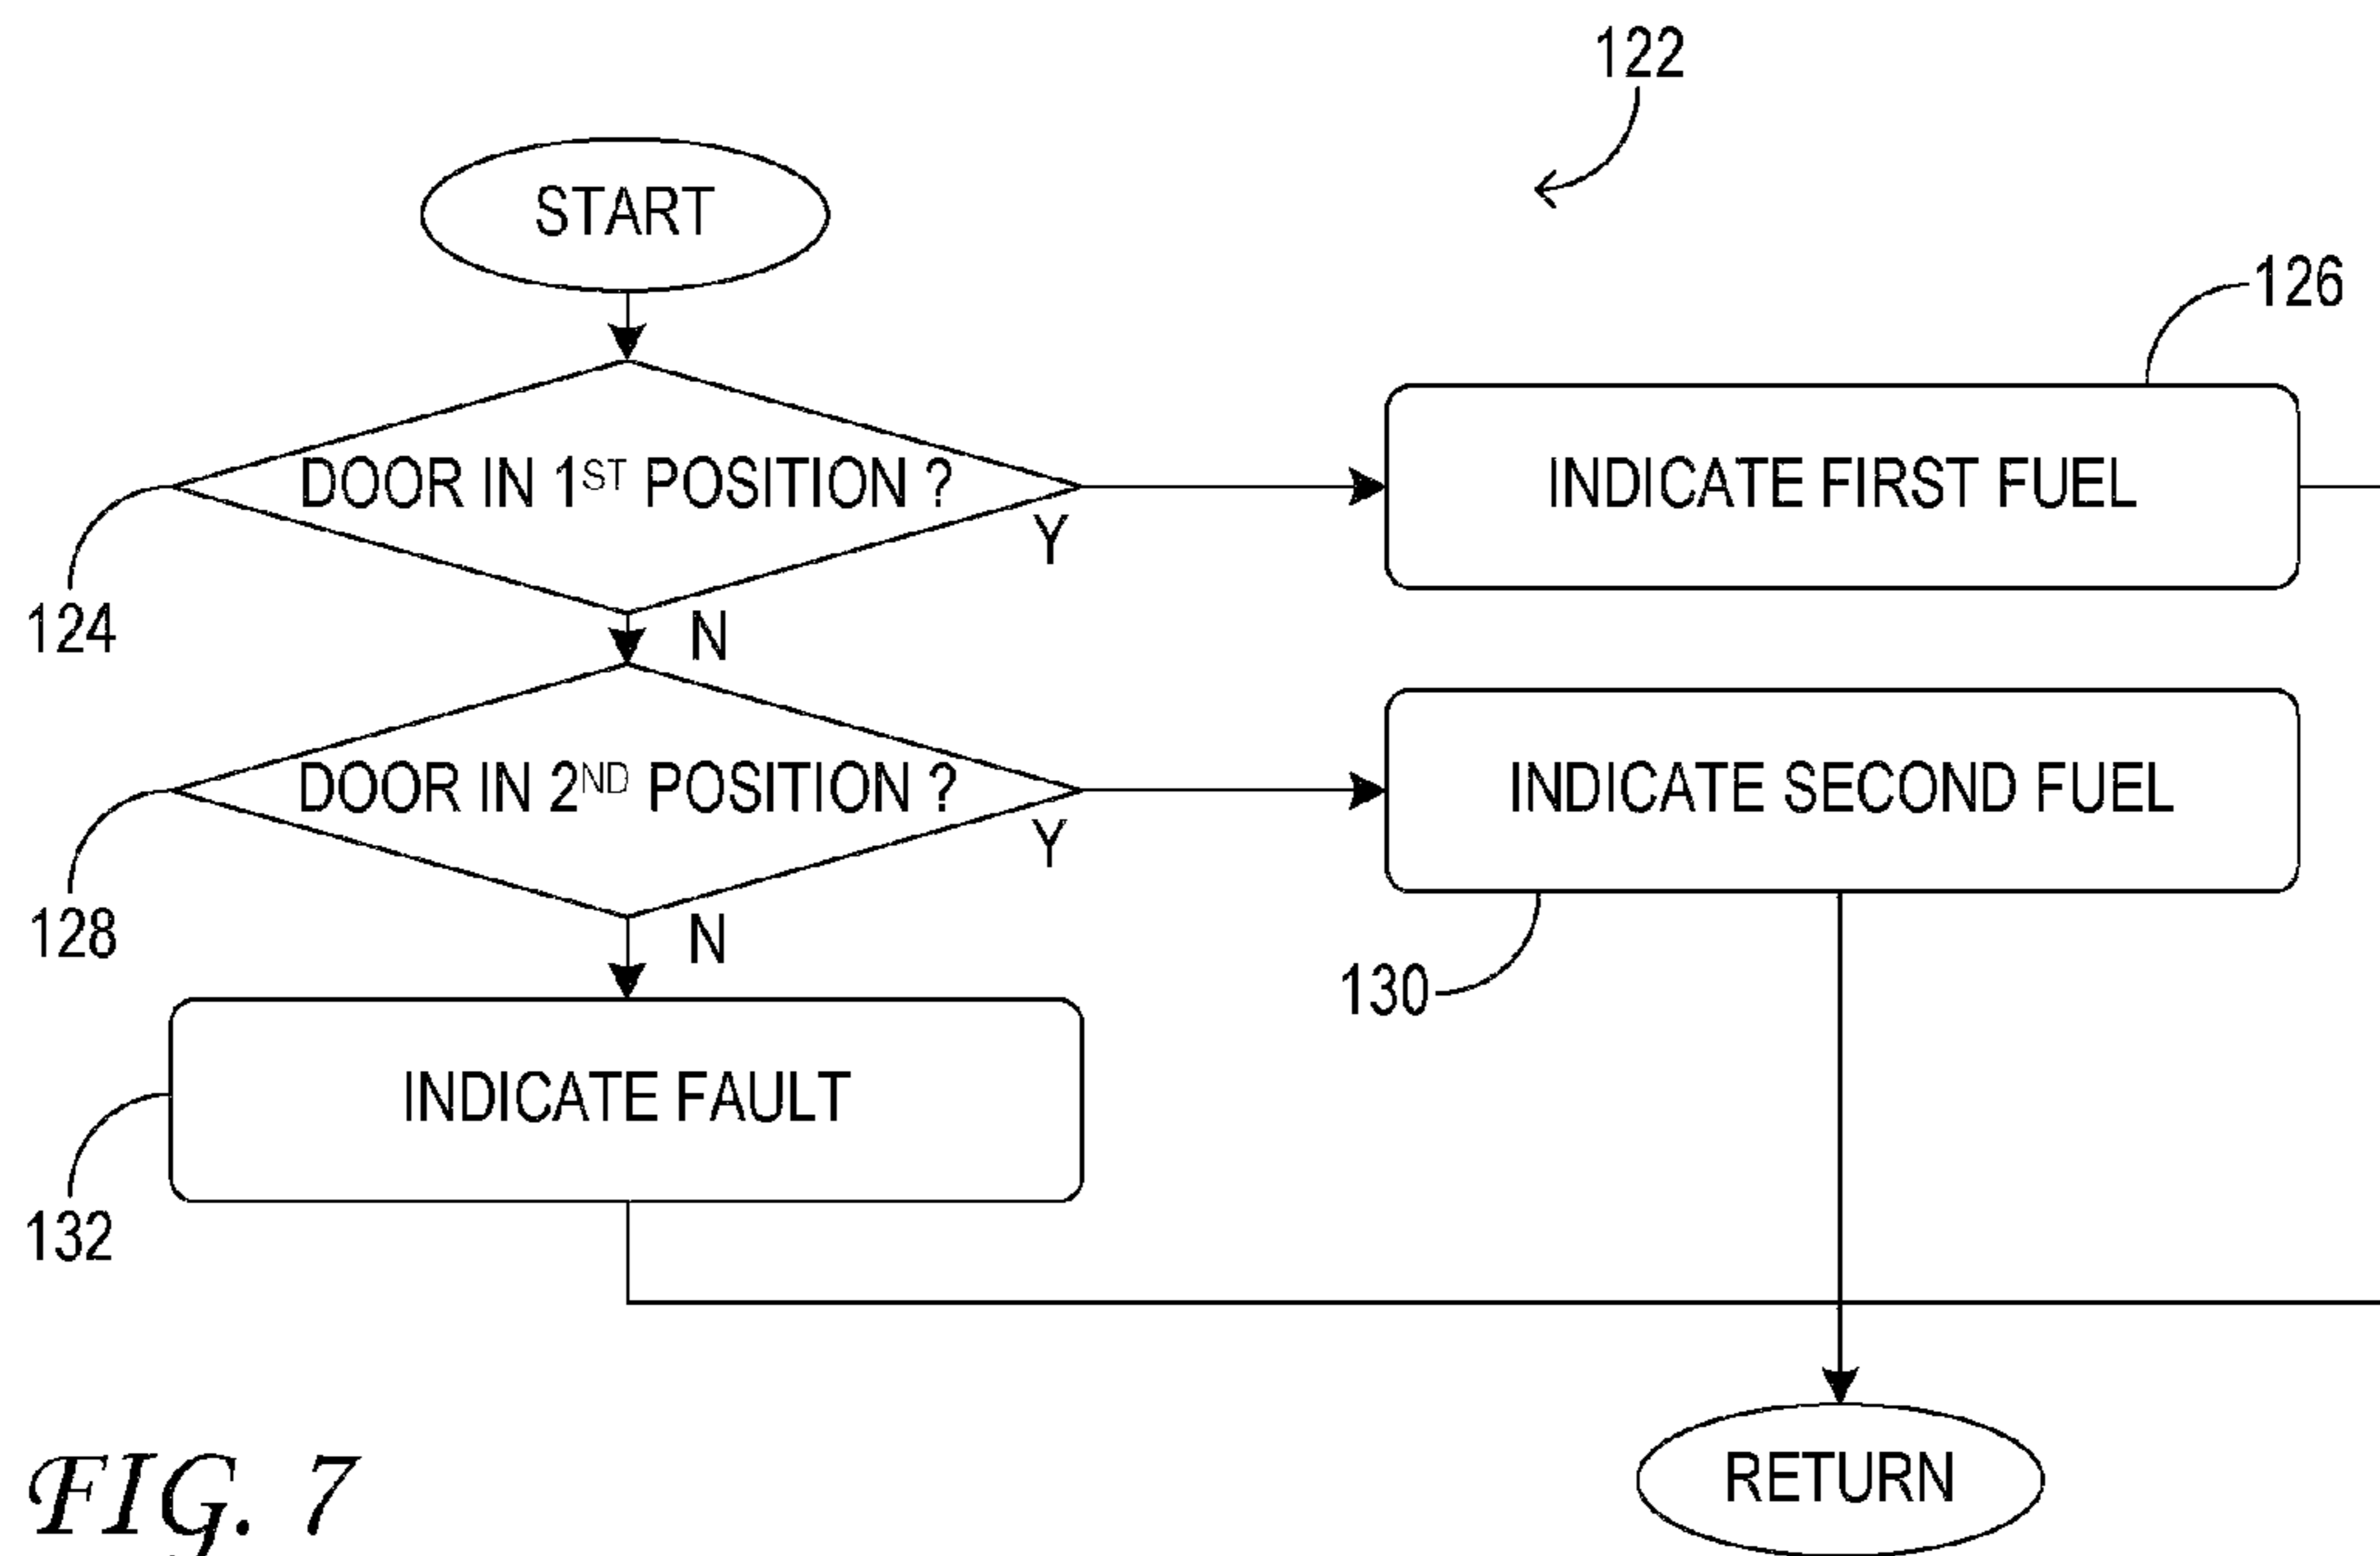 122
START
126
DOOR IN 1ST POSITION ?
INDICATE FIRST FUEL
Y
124
N
DOOR IN 2ND POSITION ?
INDICATE SECOND FUEL
Y
128
N
130
INDICATE FAULT
132
RETURN
FIG. 7